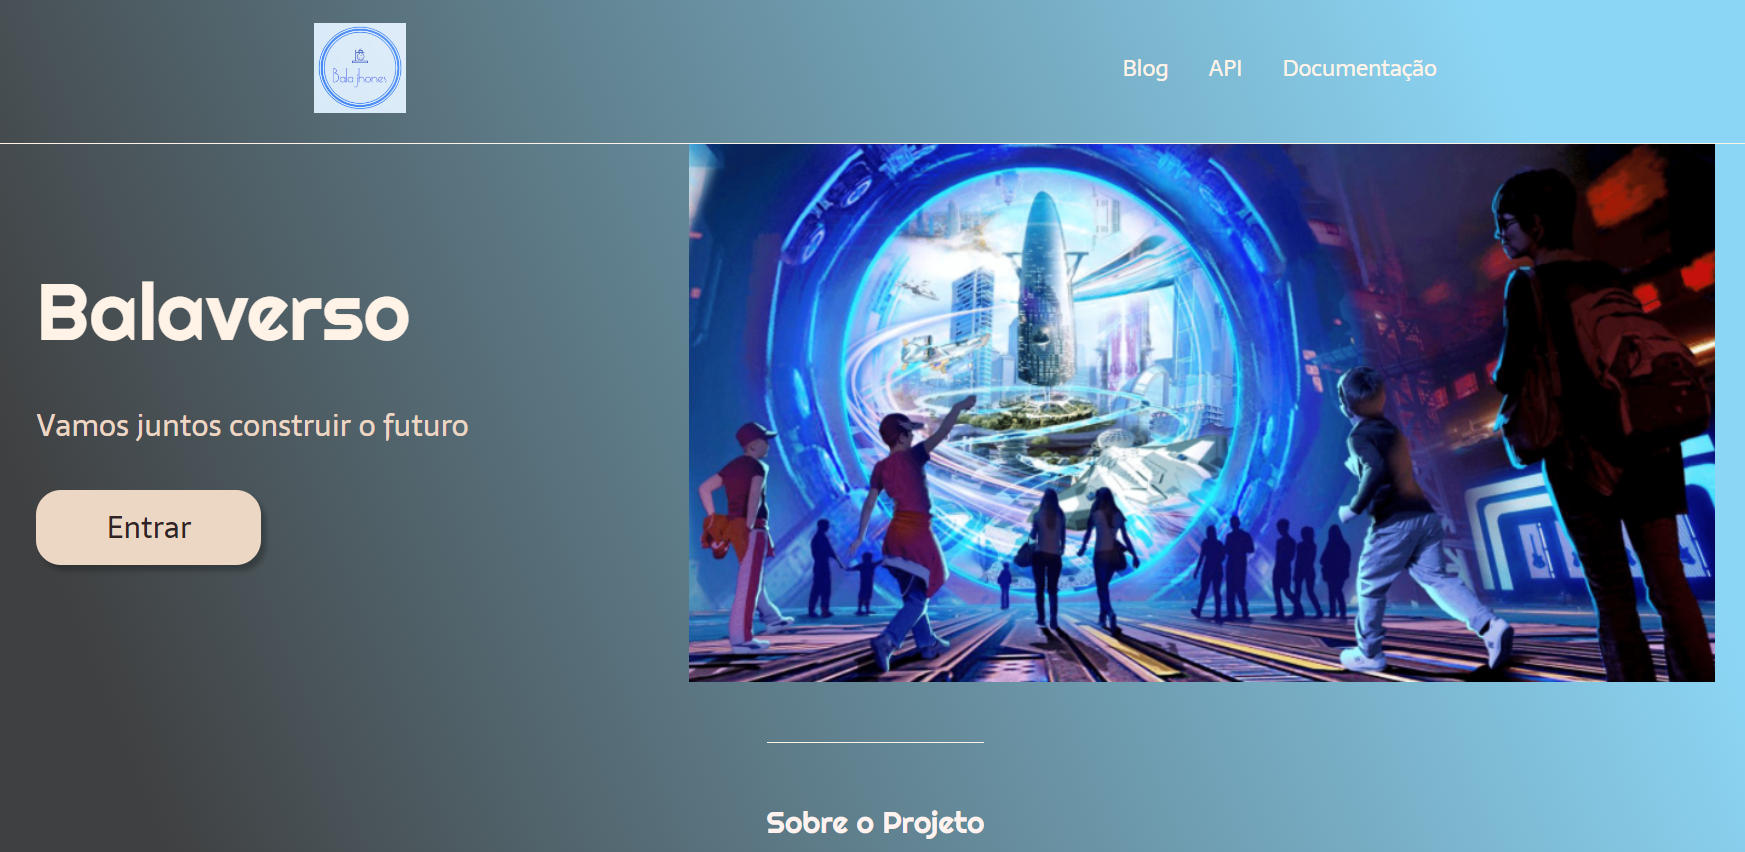 Bala Jhones
Blog API Documentação
Balaverso
Vamos juntos construir o futuro
Entrar
Sobre o Projeto